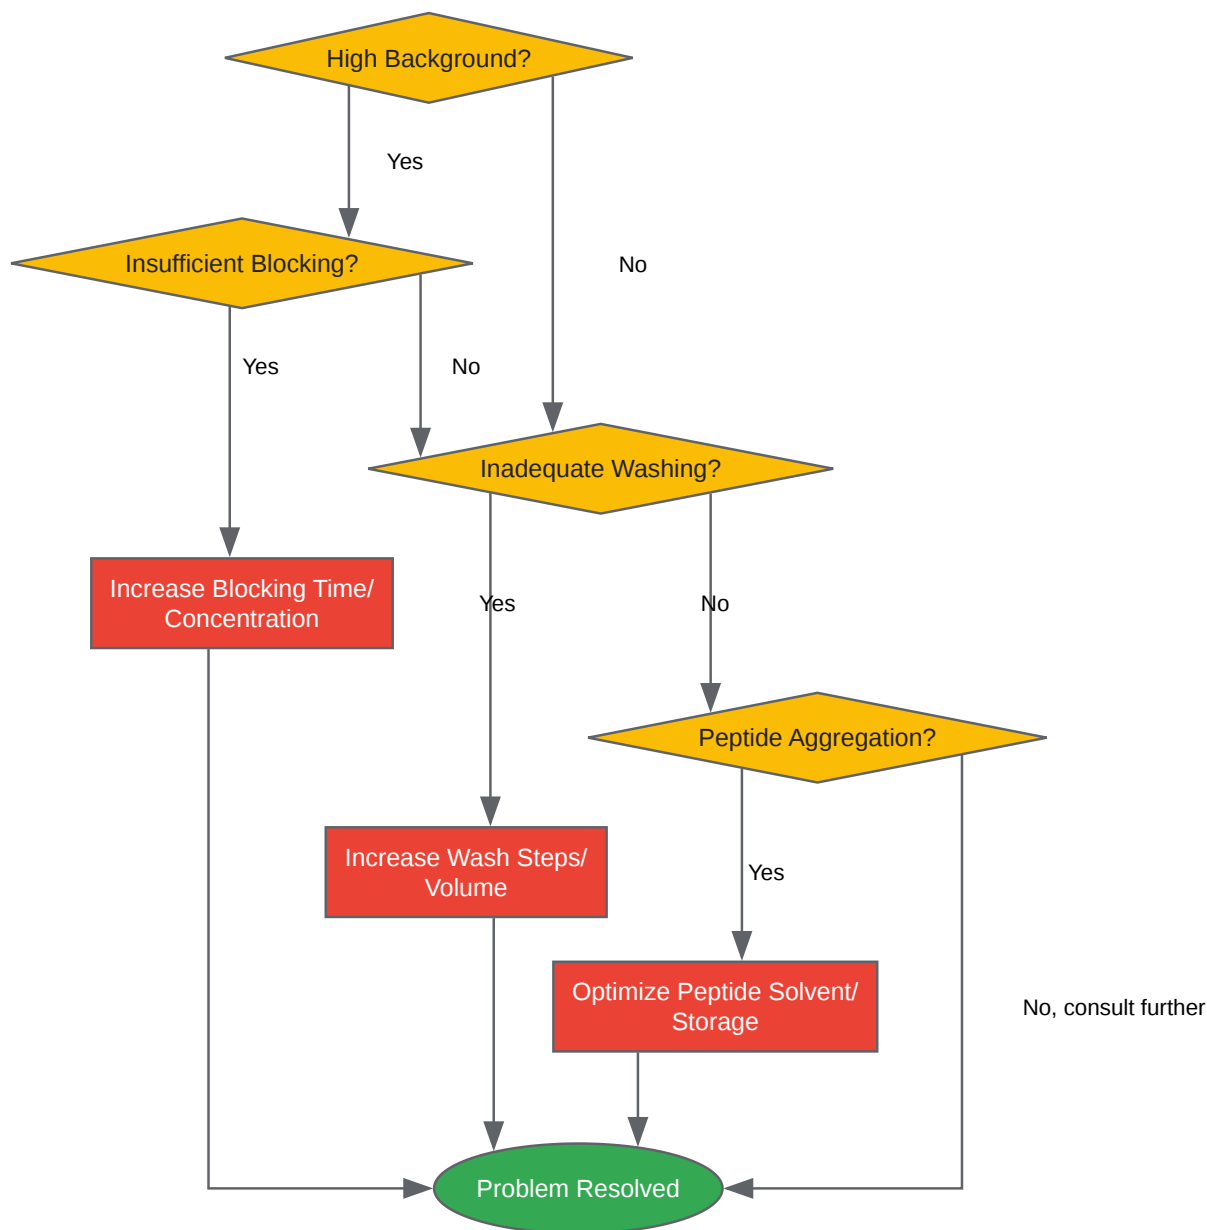 High Background?
Yes
Insufficient Blocking?
No
Yes
No
Inadequate Washing?
Increase Blocking Time/
Concentration
Yes
No
Peptide Aggregation?
Increase Wash Steps/
Volume
Yes
Optimize Peptide Solvent/
Storage
No, consult further
Problem Resolved